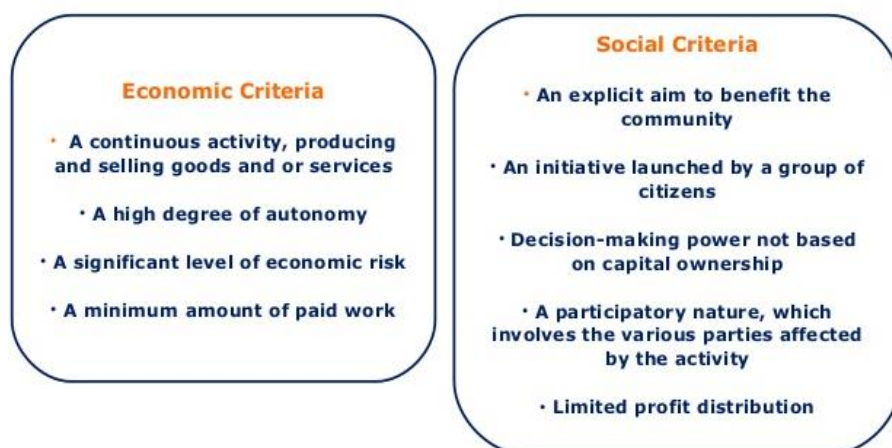 Economic Criteria
• A continuous activity, producing
and selling goods and or services
• A high degree of autonomy
• A significant level of economic risk
• A minimum amount of paid work
Social Criteria
• An explicit aim to benefit the
community
• An initiative launched by a group of
citizens
• Decision-making power not based
on capital ownership
• A participatory nature, which
involves the various parties affected
by the activity
• Limited profit distribution